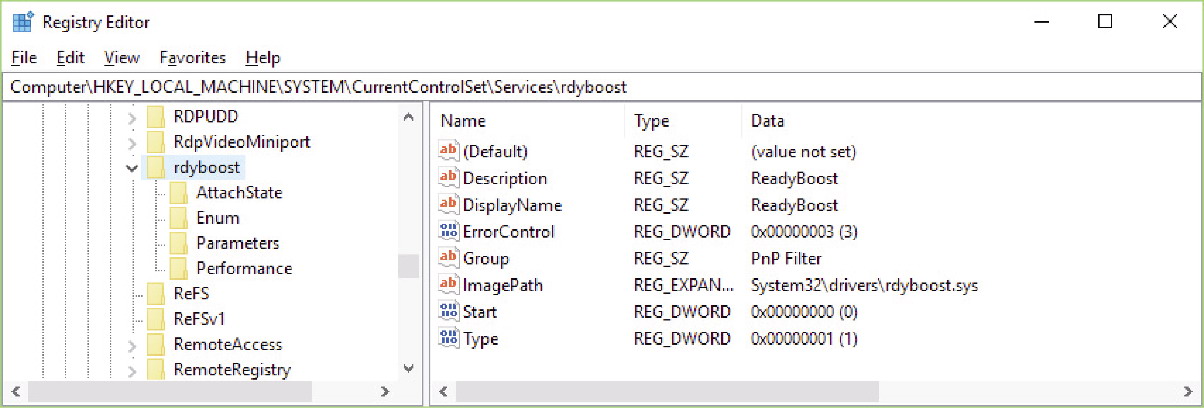 Registry Editor
File Edit View Favorites Help
Computer\HKEY_LOCAL_MACHINE\SYSTEM\CurrentControlSet\Services\rdyboost
RDPUDD
RdpVideoMiniport
rdyboost
AttachState
Enum
Parameters
Performance
ReFS
ReFSv1
RemoteAccess
RemoteRegistry
Name Type Data
(Default) REG_SZ (value not set)
Description REG_SZ ReadyBoost
DisplayName REG_SZ ReadyBoost
ErrorControl REG_DWORD 0x00000003 (3)
Group REG_SZ PnP Filter
ImagePath REG_EXPAN... System32\drivers\rdyboost.sys
Start REG_DWORD 0x00000000 (0)
Type REG_DWORD 0x00000001 (1)